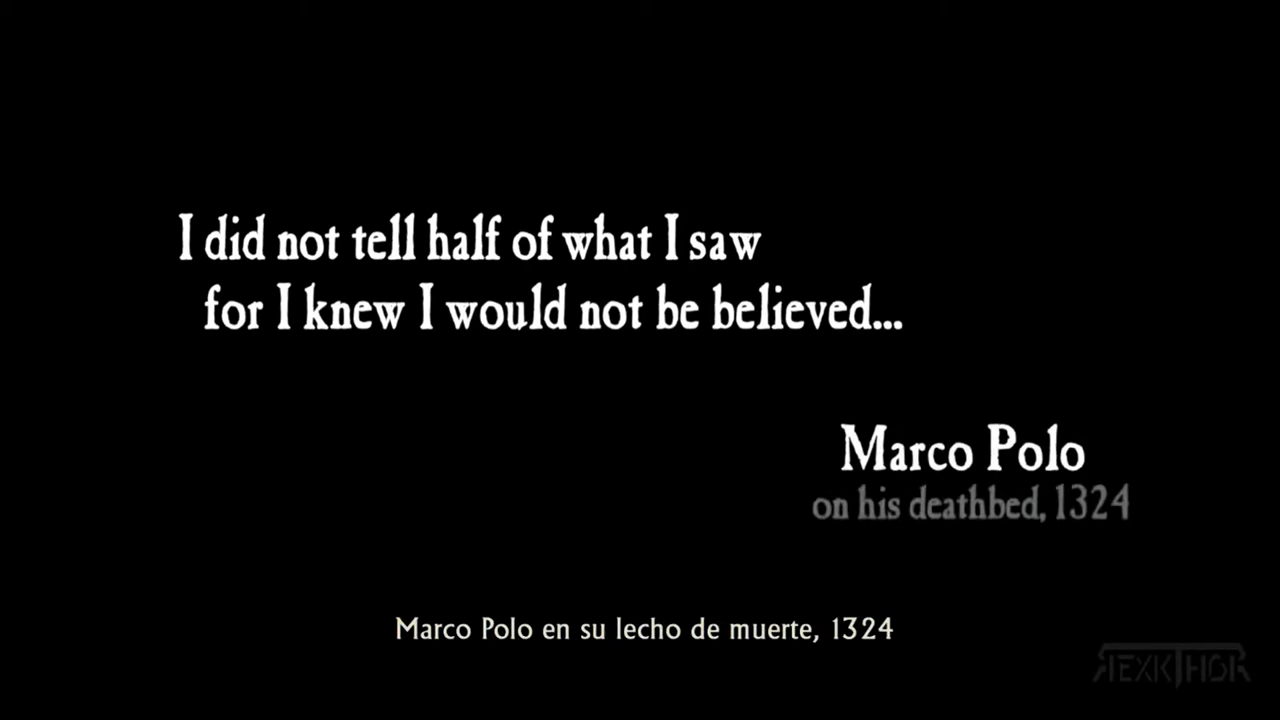 I did not tell half of what I saw
for I knew I would not be believed...
Marco Polo
on his deathbed, 1324
Marco Polo en su lecho de muerte, 1324